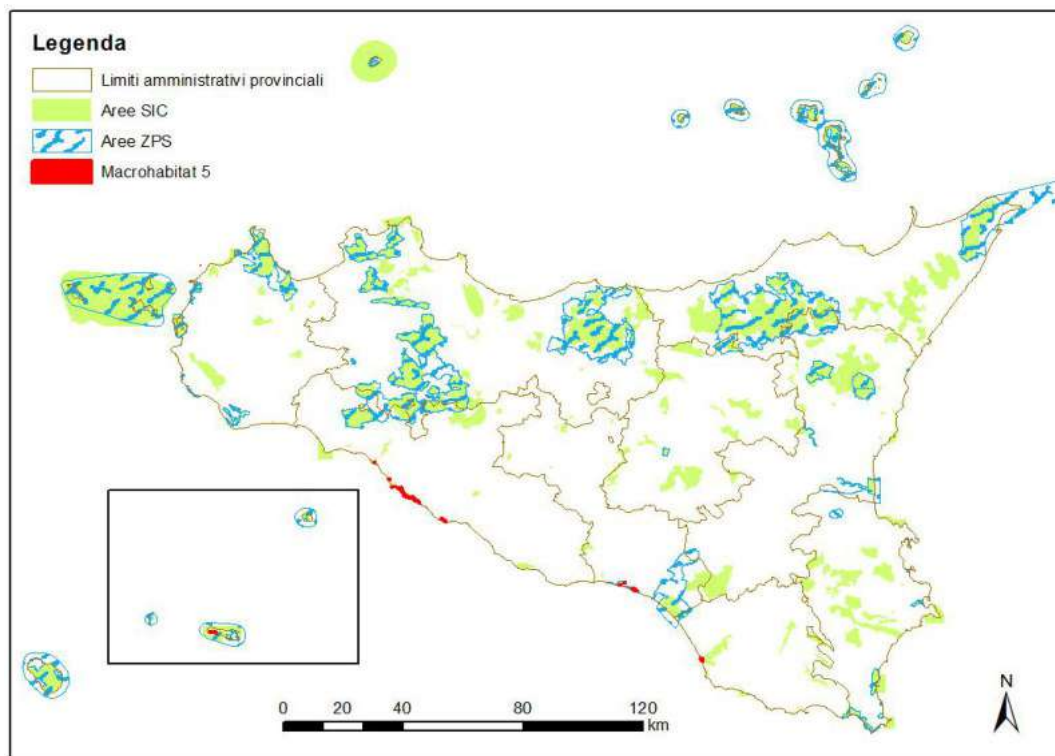 Legenda
Limiti amministrativi provinciali
Aree SIC
Aree ZPS
Macrohabitat 5
N
0 20 40 80 120
km